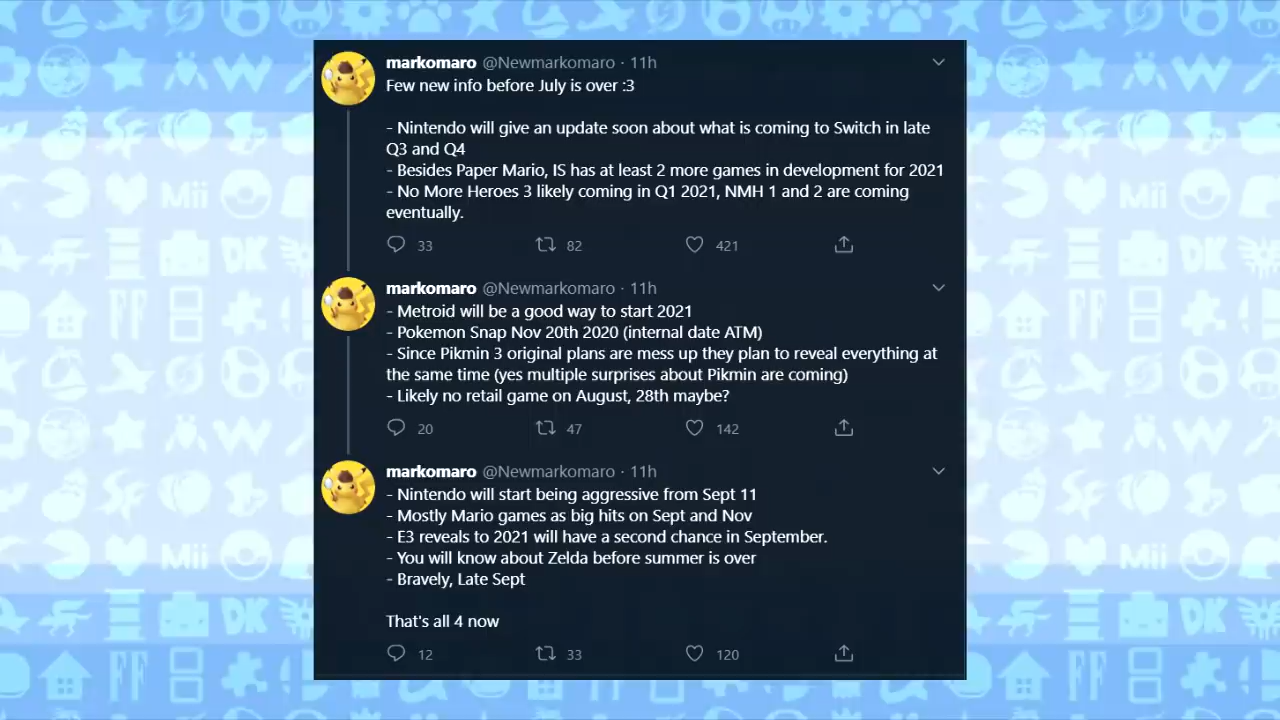 markomaro @Newmarkomaro · 11h
Few new info before July is over :3
- Nintendo will give an update soon about what is coming to Switch in late
Q3 and Q4
- Besides Paper Mario, IS has at least 2 more games in development for 2021
- No More Heroes 3 likely coming in Q1 2021, NMH 1 and 2 are coming
eventually.
33 82 421
markomaro @Newmarkomaro · 11h
- Metroid will be a good way to start 2021
- Pokemon Snap Nov 20th 2020 (internal date ATM)
- Since Pikmin 3 original plans are mess up they plan to reveal everything at
the same time (yes multiple surprises about Pikmin are coming)
- Likely no retail game on August, 28th maybe?
20 47 142
markomaro @Newmarkomaro · 11h
- Nintendo will start being aggressive from Sept 11
- Mostly Mario games as big hits on Sept and Nov
- E3 reveals to 2021 will have a second chance in September.
- You will know about Zelda before summer is over
- Bravely, Late Sept
That's all 4 now
12 33 120
Mii
DK
Mii
DK
Mii
DK
Mii
DK